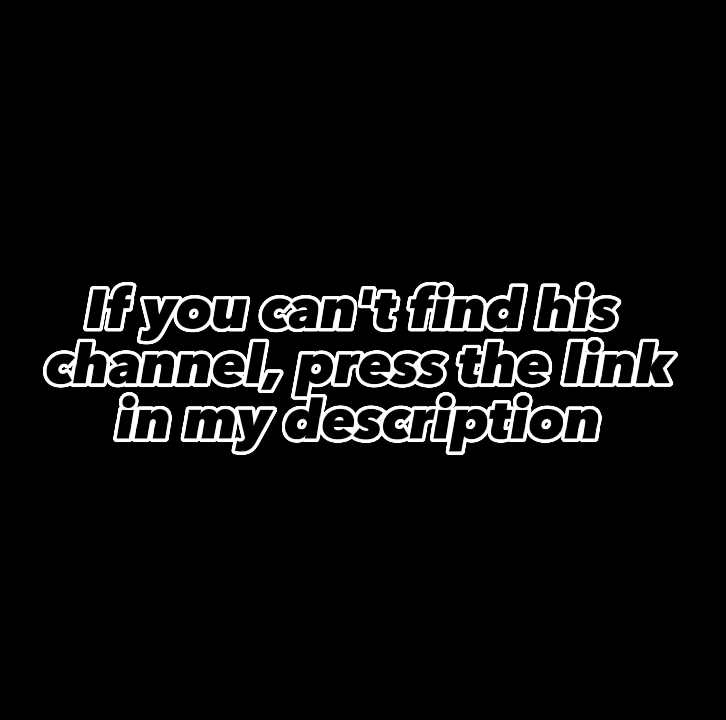 If you can't find his
channel, press the link
in my description